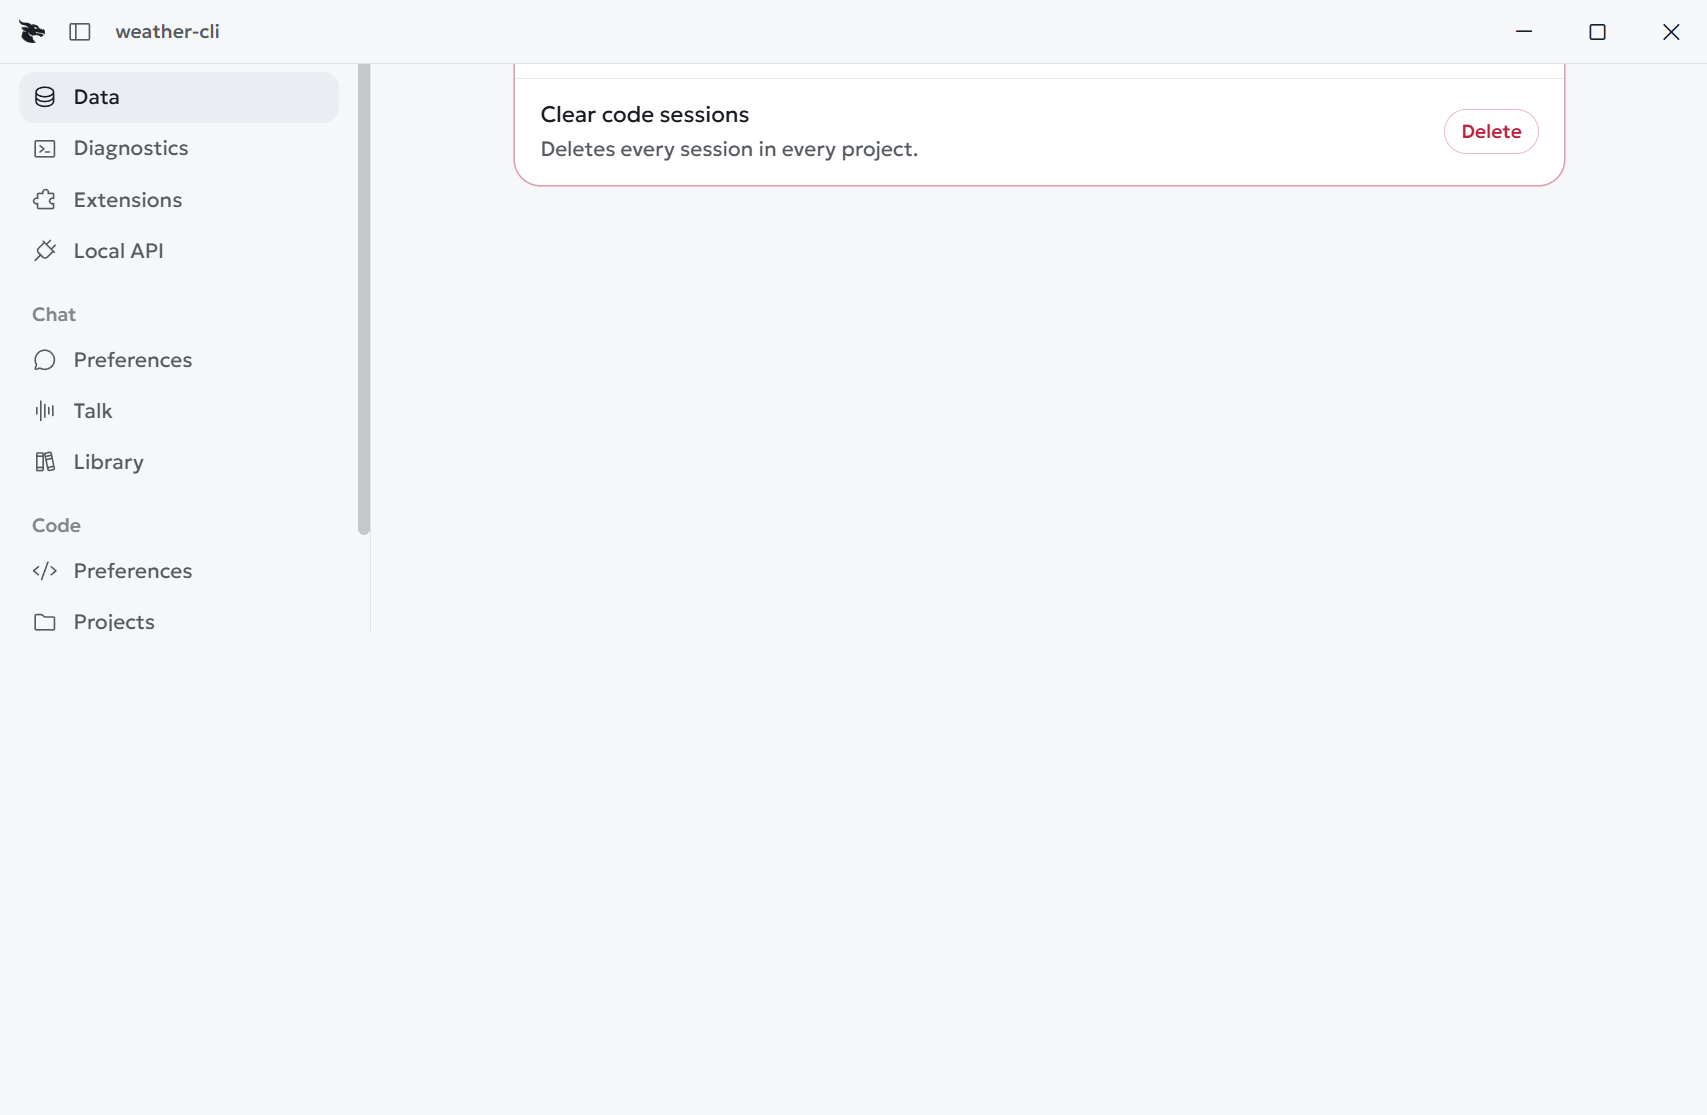 weather-cli
Data
Diagnostics
Extensions
Local API
Chat
Preferences
Talk
Library
Code
Preferences
Projects
Clear code sessions
Deletes every session in every project.
Delete